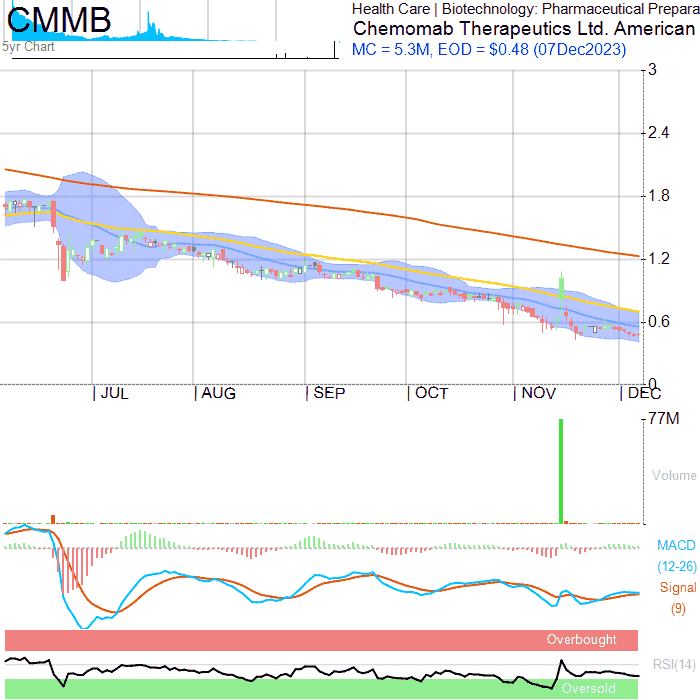 CMMB
Health Care | Biotechnology: Pharmaceutical Prepara
Chemomab Therapeutics Ltd. American
MC = 5.3M, EOD = $0.48 (07Dec2023)
5yr Chart
3
2.4
1.8
1.2
0.6
0
JUL AUG SEP OCT NOV DEC
77M
Volume
MACD
(12-26)
Signal
(9)
Overbought
RSI(14)
Oversold